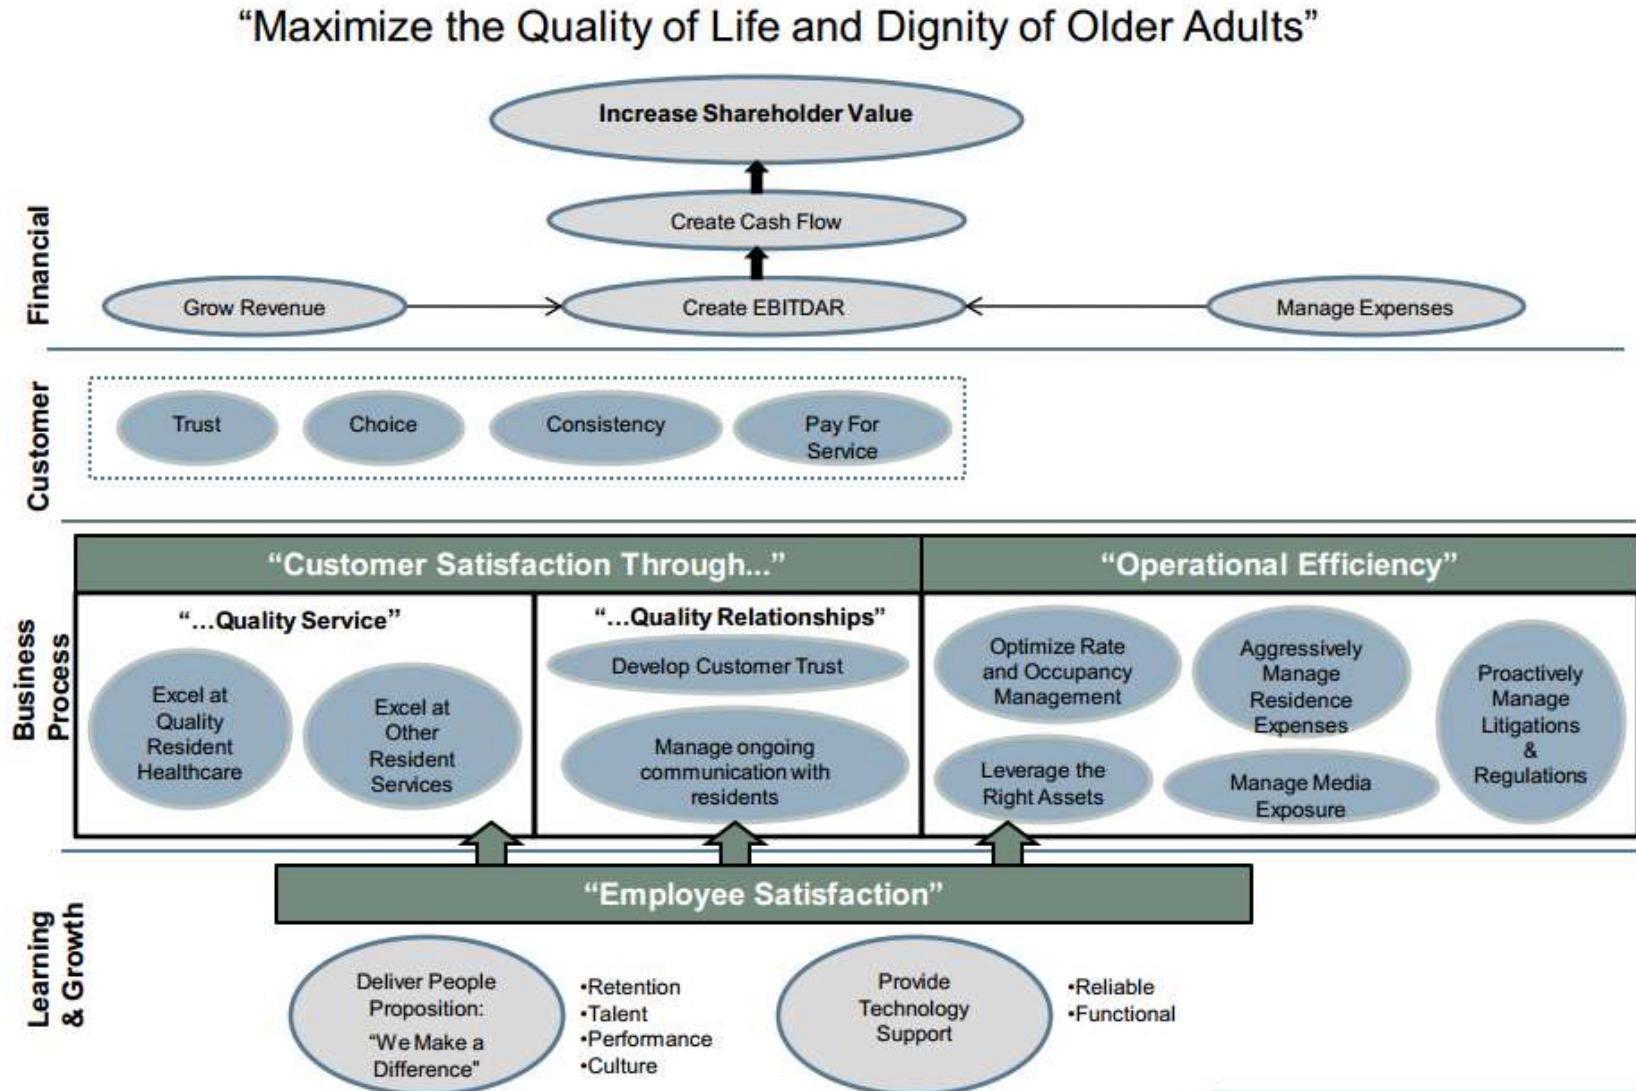 “Maximize the Quality of Life and Dignity of Older Adults”
Financial
Increase Shareholder Value
Create Cash Flow
Grow Revenue
Create EBITDAR
Manage Expenses
Customer
Trust
Choice
Consistency
Pay For
Service
Business
Process
“Customer Satisfaction Through...”
“Operational Efficiency”
“...Quality Service”
Excel at
Quality
Resident
Healthcare
Excel at
Other
Resident
Services
“...Quality Relationships”
Develop Customer Trust
Manage ongoing
communication with
residents
Optimize Rate
and Occupancy
Management
Aggressively
Manage
Residence
Expenses
Proactively
Manage
Litigations
&
Regulations
Leverage the
Right Assets
Manage Media
Exposure
Learning
& Growth
“Employee Satisfaction”
Deliver People
Proposition:
“We Make a
Difference"
•Retention
•Talent
•Performance
•Culture
Provide
Technology
Support
•Reliable
•Functional